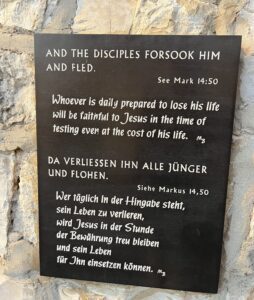 AND THE DISCIPLES FORSOOK HIM
AND FLED.
See Mark 14:50
Whoever is daily prepared to lose his life
will be faithful to Jesus in the time of
testing even at the cost of his life. MS
DA VERLIESSEN IHN ALLE JÜNGER
UND FLOHEN.
Siehe Markus 14,50
Wer täglich in der Hingabe steht,
sein Leben zu verlieren,
wird Jesus in der Stunde
der Bewährung treu bleiben
und sein Leben
für Ihn einsetzen können. MS